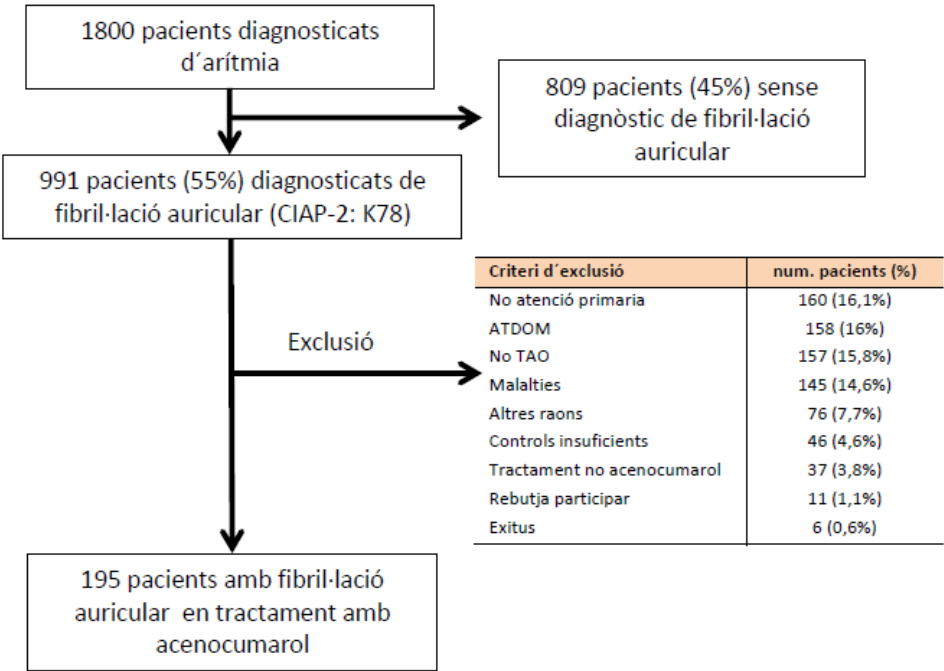 1800 pacients diagnosticats
d´arítmia
809 pacients (45%) sense
diagnòstic de fibril·lació
auricular
991 pacients (55%) diagnosticats de
fibril·lació auricular (CIAP-2: K78)
Exclusió
Criteri d´exclusió num. pacients (%)
No atenció primaria 160 (16,1%)
ATDOM 158 (16%)
No TAO 157 (15,8%)
Malalties 145 (14,6%)
Altres raons 76 (7,7%)
Controls insuficients 46 (4,6%)
Tractament no acenocumarol 37 (3,8%)
Rebutja participar 11 (1,1%)
Exitus 6 (0,6%)
195 pacients amb fibril·lació
auricular en tractament amb
acenocumarol